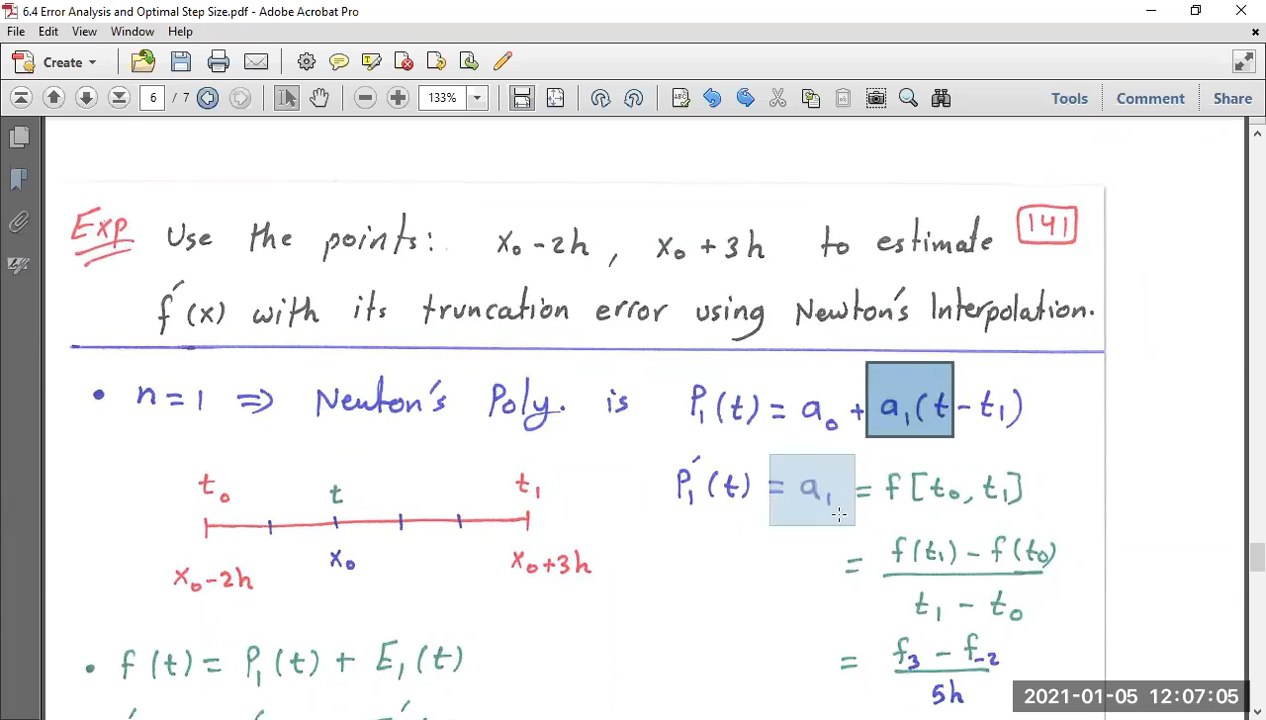 6.4 Error Analysis and Optimal Step Size.pdf - Adobe Acrobat Pro
File Edit View Window Help
Create
6 / 7 133% Tools Comment Sign Share
Exp Use the points: x₀-2h, x₀+3h to estimate 141
f′(x) with its truncation error using Newton's Interpolation.
• n=1 ⇒ Newton's Poly. is P₁(t) = a₀ + a₁(t-t₁)
t₀ t t₁ P₁′(t) = a₁ = f[t₀, t₁]
x₀-2h x₀ x₀+3h
= f(t₁) - f(t₀) / t₁ - t₀
• f(t) = P₁(t) + E₁(t)
= f₃ - f₋₂ / 5h
2021-01-05 12:07:05